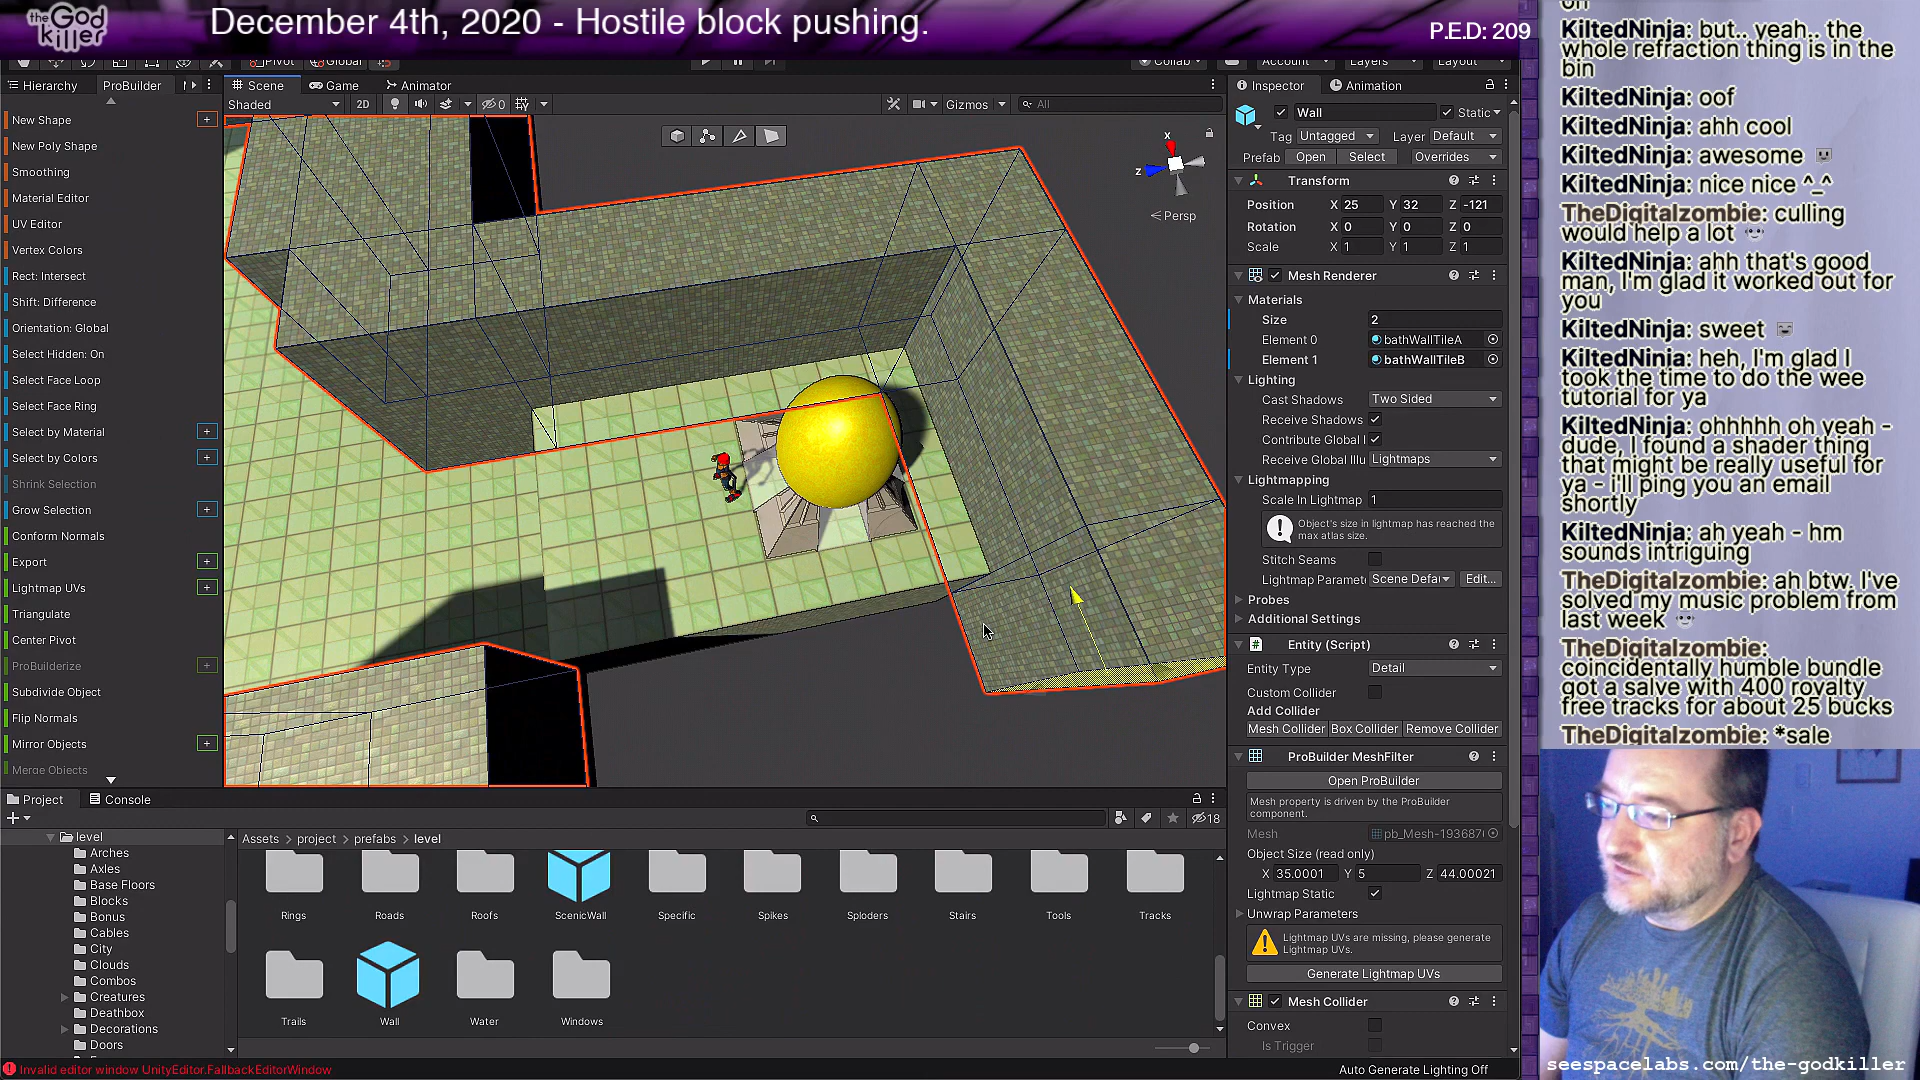 the God killer
December 4th, 2020 - Hostile block pushing.
P.E.D: 209
Pivot
Global
Collab
Account
Layers
Layout
Hierarchy
ProBuilder
Scene
Game
Animator
Inspector
Animation
Shaded
2D
0
Gizmos
All
New Shape
New Poly Shape
Smoothing
Material Editor
UV Editor
Vertex Colors
Rect: Intersect
Shift: Difference
Orientation: Global
Select Hidden: On
Select Face Loop
Select Face Ring
Select by Material
Select by Colors
Shrink Selection
Grow Selection
Conform Normals
Export
Lightmap UVs
Triangulate
Center Pivot
ProBuilderize
Subdivide Object
Flip Normals
Mirror Objects
Merge Objects
x
z
Persp
Wall
Static
Tag Untagged Layer Default
Prefab Open Select Overrides
Transform
Position X 25 Y 32 Z -121
Rotation X 0 Y 0 Z 0
Scale X 1 Y 1 Z 1
Mesh Renderer
Materials
Size 2
Element 0 bathWallTileA
Element 1 bathWallTileB
Lighting
Cast Shadows Two Sided
Receive Shadows
Contribute Global I
Receive Global Illu Lightmaps
Lightmapping
Scale In Lightmap 1
Object's size in lightmap has reached the
max atlas size.
Stitch Seams
Lightmap Paramete Scene Defau Edit...
Probes
Additional Settings
Entity (Script)
Entity Type Detail
Custom Collider
Add Collider
Mesh Collider Box Collider Remove Collider
ProBuilder MeshFilter
Open ProBuilder
Mesh property is driven by the ProBuilder
component.
Mesh pb_Mesh-193687
Object Size (read only)
X 35.0001 Y 5 Z 44.00021
Lightmap Static
Unwrap Parameters
Lightmap UVs are missing, please generate
Lightmap UVs.
Generate Lightmap UVs
Mesh Collider
Convex
Is Trigger
Auto Generate Lighting Off
Project
Console
18
level
Arches
Axles
Base Floors
Blocks
Bonus
Cables
City
Clouds
Combos
Creatures
Deathbox
Decorations
Doors
Assets > project > prefabs > level
Rings
Roads
Roofs
ScenicWall
Specific
Spikes
Sploders
Stairs
Tools
Tracks
Trails
Wall
Water
Windows
Invalid editor window UnityEditor.FallbackEditorWindow
on
KiltedNinja: but.. yeah.. the
whole refraction thing is in the
bin
KiltedNinja: oof
KiltedNinja: ahh cool
KiltedNinja: awesome
KiltedNinja: nice nice ^_^
TheDigitalzombie: culling
would help a lot
KiltedNinja: ahh that's good
man, I'm glad it worked out for
you
KiltedNinja: sweet
KiltedNinja: heh, I'm glad I
took the time to do the wee
tutorial for ya
KiltedNinja: ohhhhh oh yeah -
dude, I found a shader thing
that might be really useful for
ya - i'll ping you an email
shortly
KiltedNinja: ah yeah - hm
sounds intriguing
TheDigitalzombie: ah btw. I've
solved my music problem from
last week
TheDigitalzombie:
coincidentally humble bundle
got a salve with 400 royalty
free tracks for about 25 bucks
TheDigitalzombie: *sale
seespacelabs.com/the-godkiller